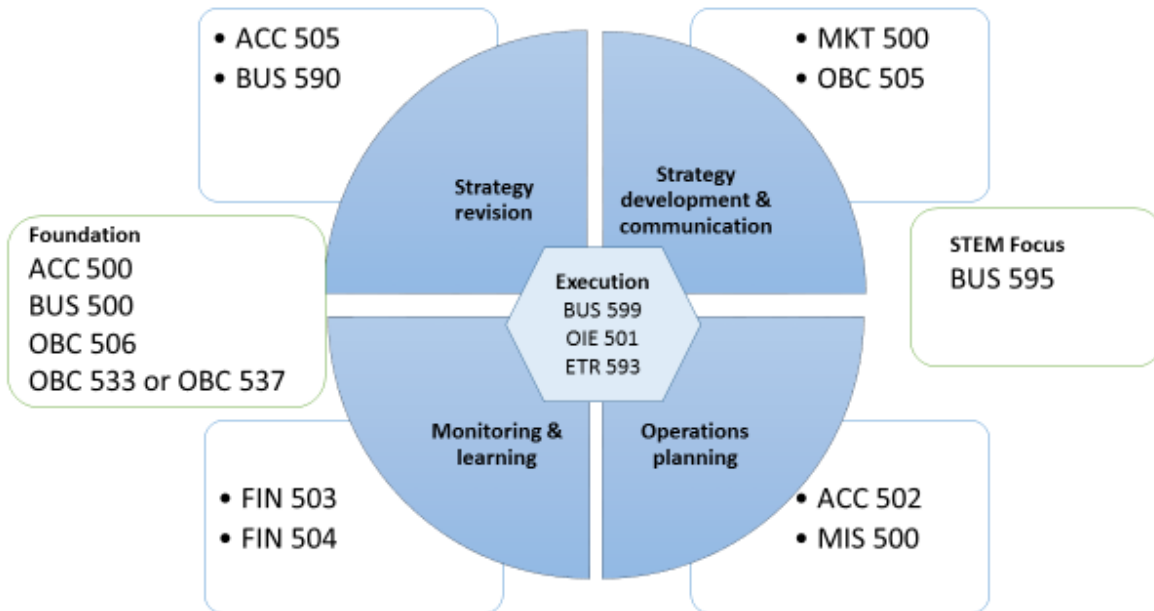 • ACC 505
• BUS 590
• MKT 500
• OBC 505
Strategy
revision
Strategy
development &
communication
Foundation
ACC 500
BUS 500
OBC 506
OBC 533 or OBC 537
Execution
BUS 599
OIE 501
ETR 593
STEM Focus
BUS 595
Monitoring &
learning
Operations
planning
• FIN 503
• FIN 504
• ACC 502
• MIS 500